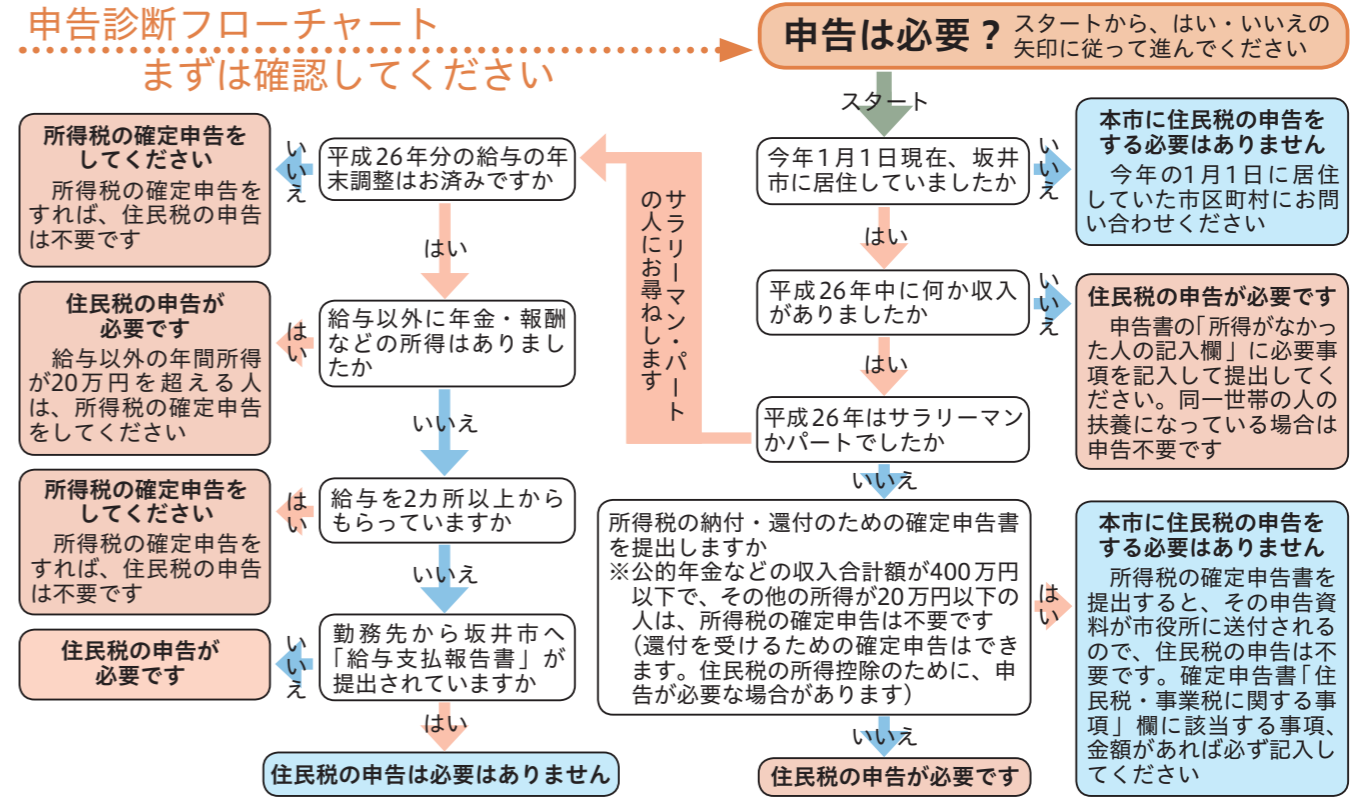 申告診断フローチャート
まずは確認してください
申告は必要？
スタートから、はい・いいえの
矢印に従って進んでください
スタート
今年1月1日現在、坂井
市に居住していましたか
いいえ
本市に住民税の申告を
する必要はありません
今年の1月1日に居住
していた市区町村にお問
い合わせください
はい
平成26年中に何か収入
がありましたか
いいえ
住民税の申告が必要です
申告書の「所得がなかっ
た人の記入欄」に必要事
項を記入して提出してく
ださい。同一世帯の人の
扶養になっている場合は
申告不要です
はい
平成26年はサラリーマン
かパートでしたか
サラリーマン・パート
の人にお尋ねします
いいえ
所得税の納付・還付のための確定申告書
を提出しますか
※公的年金などの収入合計額が400万円
以下で、その他の所得が20万円以下の
人は、所得税の確定申告は不要です
（還付を受けるための確定申告はでき
ます。住民税の所得控除のために、申
告が必要な場合があります）
はい
本市に住民税の申告を
する必要はありません
所得税の確定申告書を
提出すると、その申告資
料が市役所に送付される
ので、住民税の申告は不
要です。確定申告書「住
民税・事業税に関する事
項」欄に該当する事項、
金額があれば必ず記入し
てください
いいえ
住民税の申告が必要です
平成26年分の給与の年
末調整はお済みですか
いいえ
所得税の確定申告を
してください
所得税の確定申告を
すれば、住民税の申告
は不要です
はい
給与以外に年金・報酬
などの所得はありまし
たか
はい
住民税の申告が
必要です
給与以外の年間所得
が20万円を超える人
は、所得税の確定申告
をしてください
いいえ
給与を2カ所以上から
もらっていますか
はい
所得税の確定申告を
してください
所得税の確定申告を
すれば、住民税の申告
は不要です
いいえ
勤務先から坂井市へ
「給与支払報告書」が
提出されていますか
いいえ
住民税の申告が
必要です
はい
住民税の申告は必要はありません